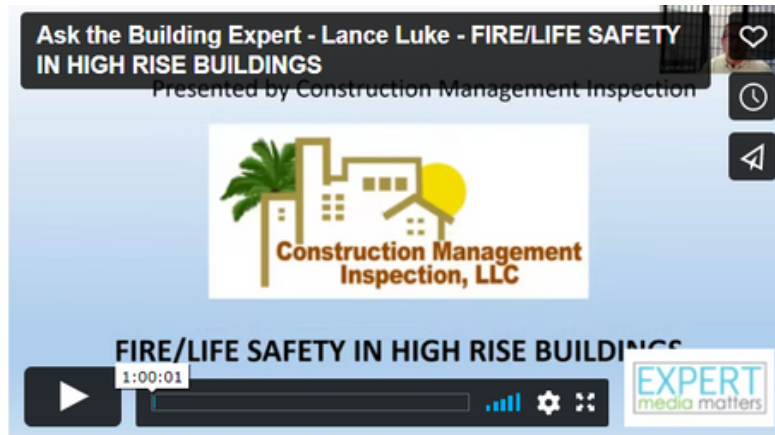 Ask the Building Expert - Lance Luke - FIRE/LIFE SAFETY
IN HIGH RISE BUILDINGS
Presented by Construction Management Inspection
Construction Management
Inspection, LLC
FIRE/LIFE SAFETY IN HIGH RISE BUILDINGS
1:00:01
EXPERT
media matters